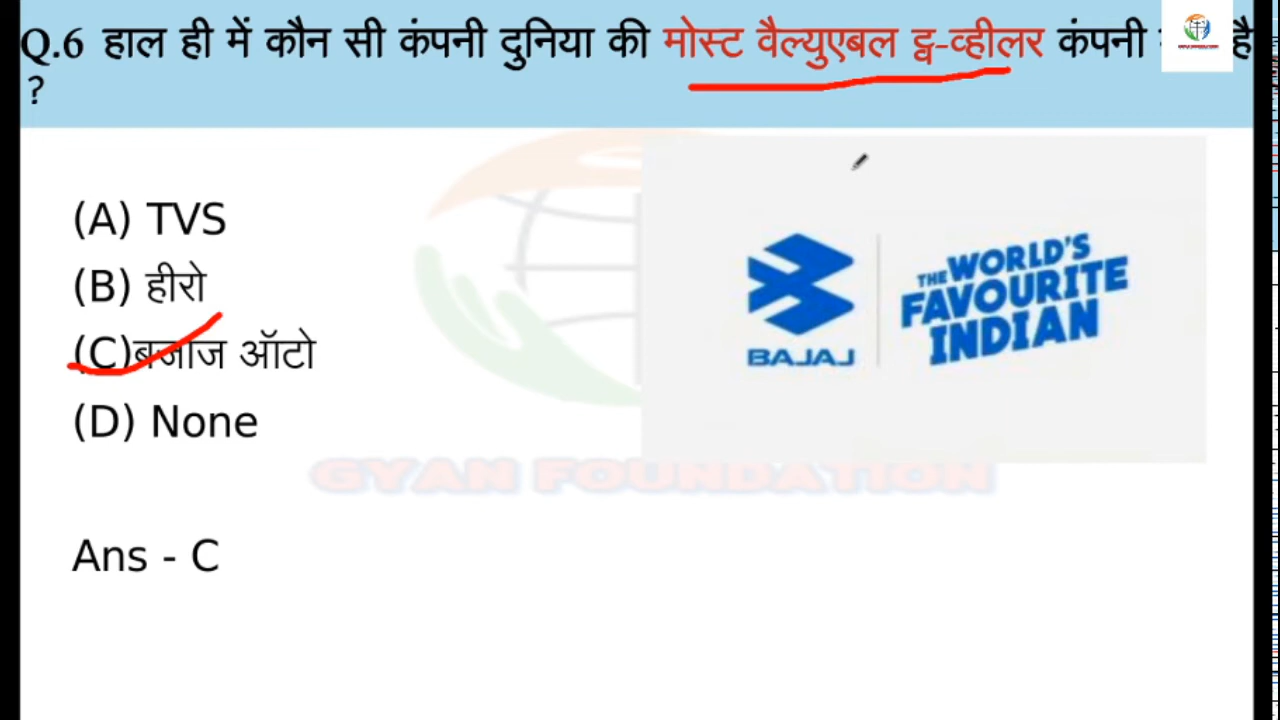 Q.6 हाल ही में कौन सी कंपनी दुनिया की मोस्ट वैल्युएबल टू-व्हीलर कंपनी है
?
(A) TVS
(B) हीरो
(C)बजाज ऑटो
(D) None
Ans - C
BAJAJ
THE WORLD'S
FAVOURITE
INDIAN
GYAN FOUNDATION